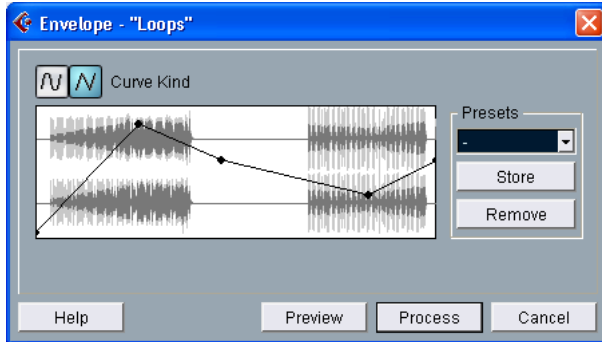 Envelope - "Loops"
Curve Kind
Presets
-
Store
Remove
Help
Preview
Process
Cancel